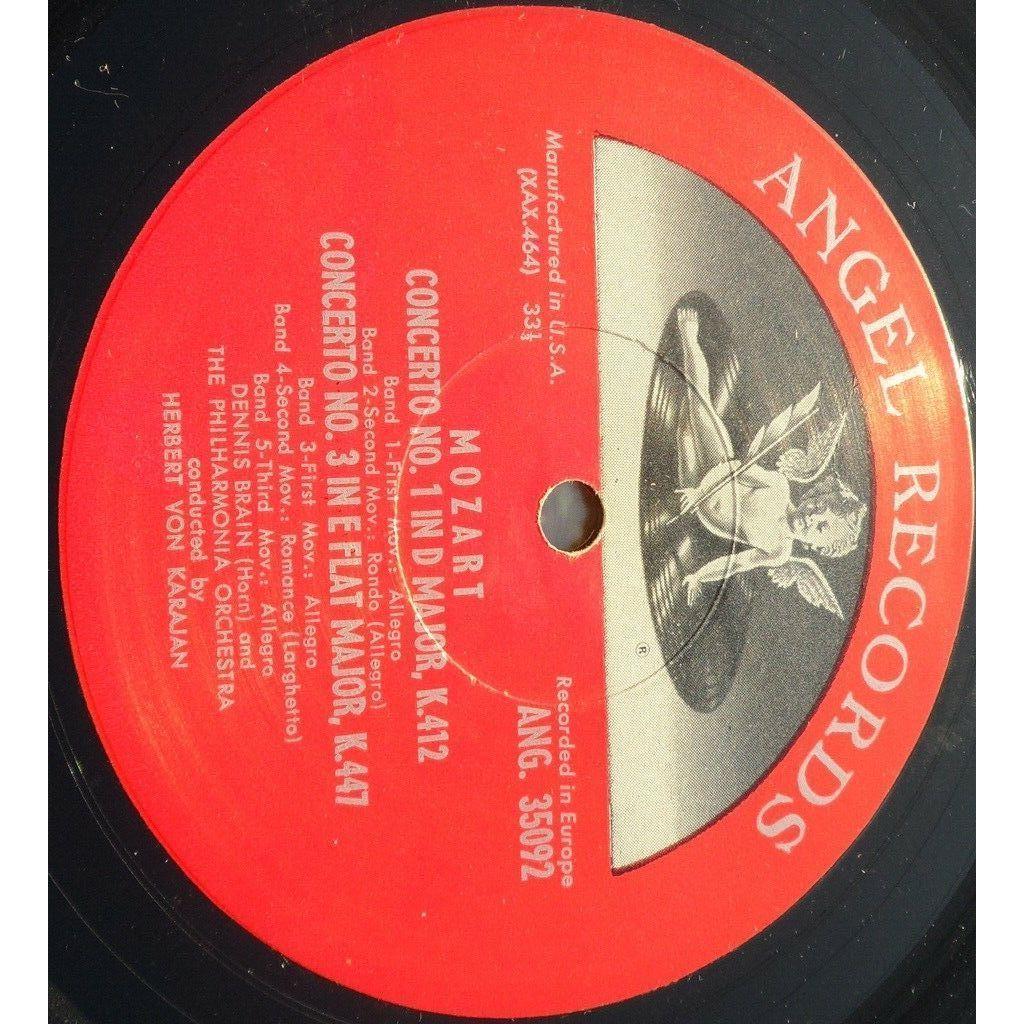 ANGEL RECORDS
®
Manufactured in U.S.A.
(XAX.464) 33⅓
Recorded in Europe
ANG. 35092
MOZART
CONCERTO NO. 1 IN D MAJOR, K.412
Band 1-First Mov.: Allegro
Band 2-Second Mov.: Rondo (Allegro)
CONCERTO NO. 3 IN E FLAT MAJOR, K.447
Band 3-First Mov.: Allegro
Band 4-Second Mov.: Romance (Larghetto)
Band 5-Third Mov.: Allegro
DENNIS BRAIN (Horn) and
THE PHILHARMONIA ORCHESTRA
conducted by
HERBERT VON KARAJAN